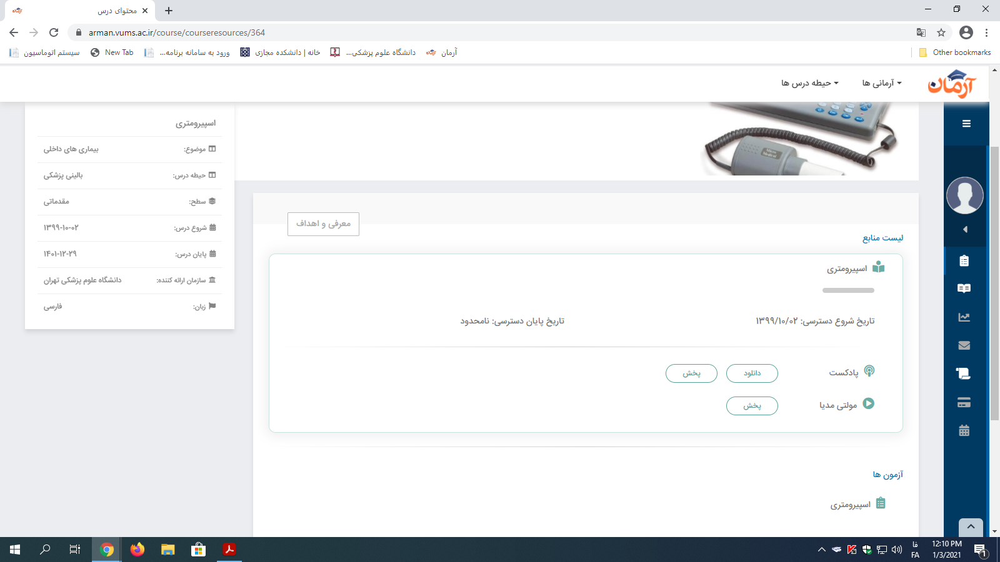 محتوای درس
arman.vums.ac.ir/course/courseresources/364
سیستم اتوماسیون
New Tab
ورود به سامانه برنامه...
خانه | دانشکده مجازی
دانشگاه علوم پزشکی...
آرمان
Other bookmarks
آرمان
آرمانی ها
حیطه درس ها
اسپیرومتری
موضوع: بیماری های داخلی
حیطه درس: بالینی پزشکی
سطح: مقدماتی
شروع درس: ۱۳۹۹-۱۰-۰۲
پایان درس: ۱۴۰۱-۱۲-۲۹
سازمان ارائه کننده: دانشگاه علوم پزشکی تهران
زبان: فارسی
Micro
Medical
معرفی و اهداف
لیست منابع
اسپیرومتری
تاریخ شروع دسترسی: ۱۳۹۹/۱۰/۰۲
تاریخ پایان دسترسی: نامحدود
پادکست
دانلود
پخش
مولتی مدیا
پخش
آزمون ها
اسپیرومتری
فا
FA
12:10 PM
1/3/2021
1